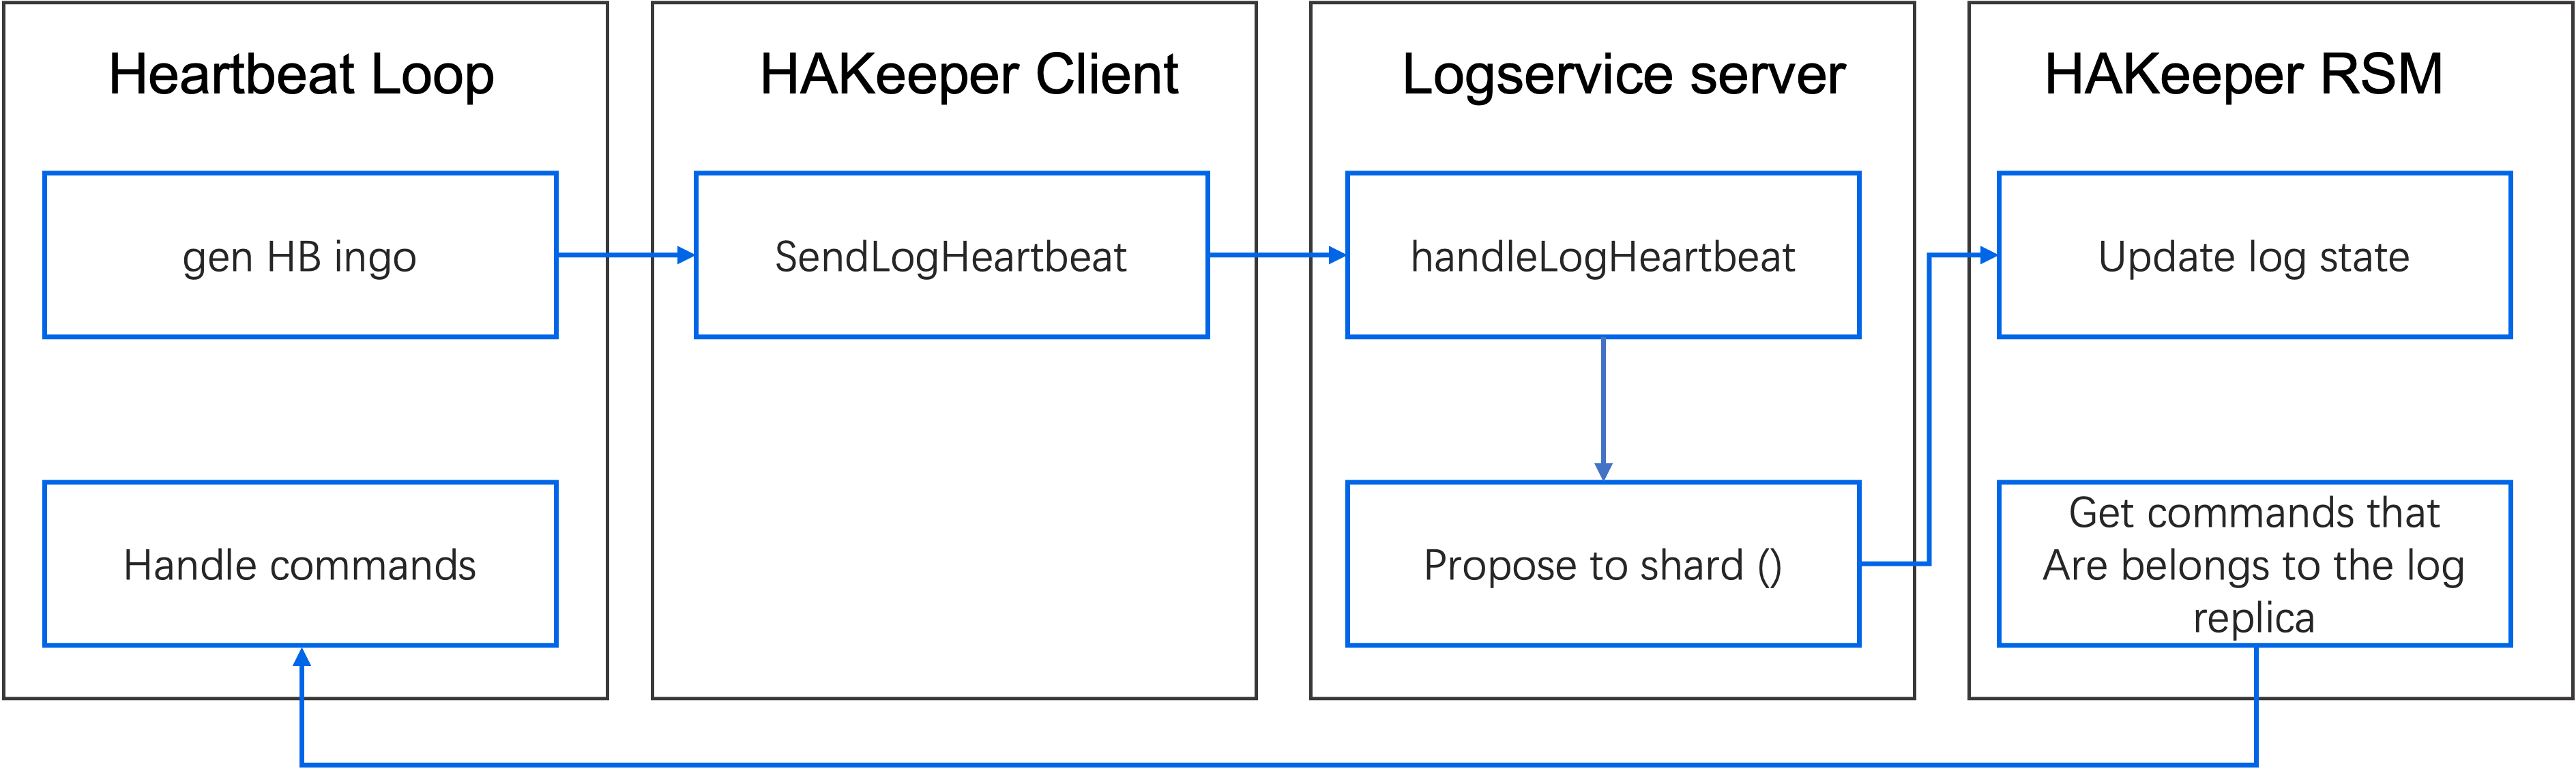 Heartbeat Loop
HAKeeper Client
Logservice server
HAKeeper RSM
gen HB ingo
SendLogHeartbeat
handleLogHeartbeat
Update log state
Handle commands
Propose to shard ()
Get commands that
Are belongs to the log
replica